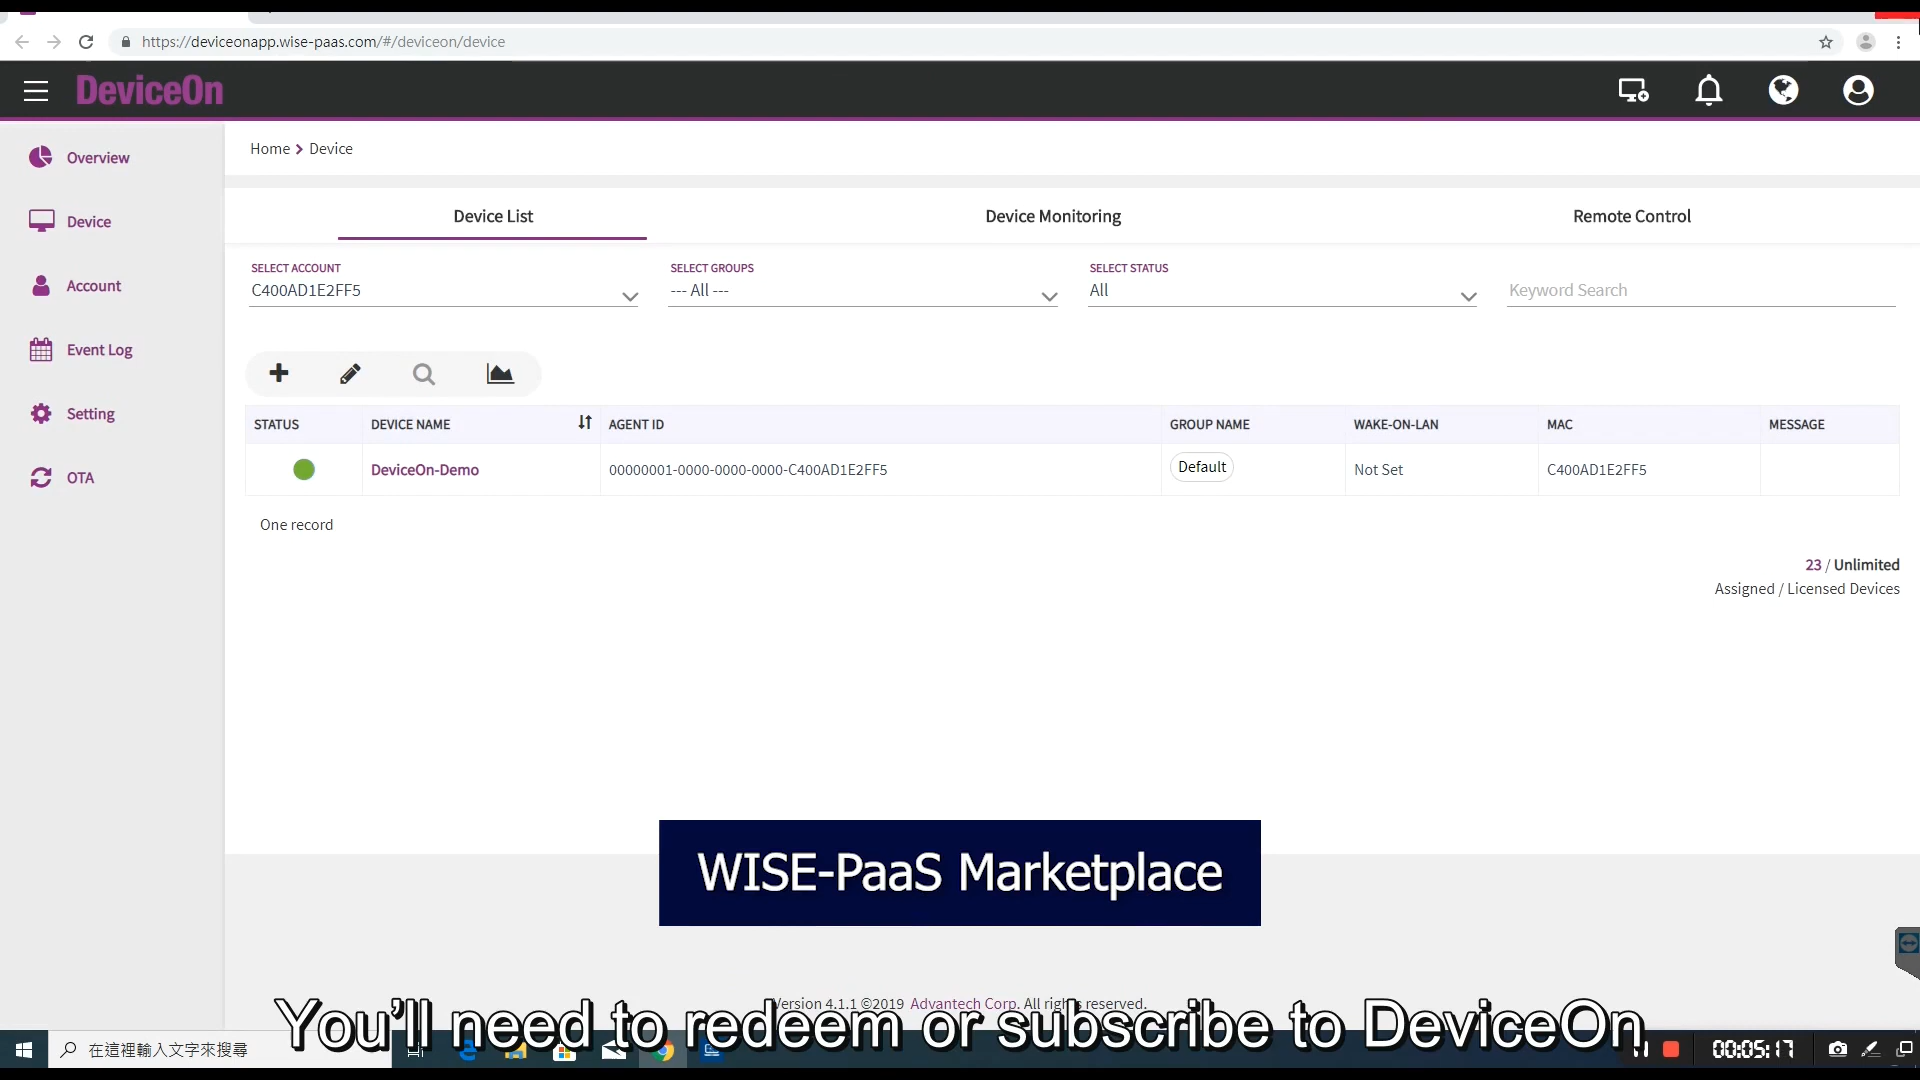 https://deviceonapp.wise-paas.com/#/deviceon/device
DeviceOn
Overview
Device
Account
Event Log
Setting
OTA
Home > Device
Device List
Device Monitoring
Remote Control
SELECT ACCOUNT
C400AD1E2FF5
SELECT GROUPS
--- All ---
SELECT STATUS
All
Keyword Search
STATUS DEVICE NAME AGENT ID GROUP NAME WAKE-ON-LAN MAC MESSAGE
DeviceOn-Demo 00000001-0000-0000-0000-C400AD1E2FF5 Default Not Set C400AD1E2FF5
One record
23 / Unlimited
Assigned / Licensed Devices
WISE-PaaS Marketplace
Version 4.1.1 ©2019 Advantech Corp. All rights reserved.
You'll need to redeem or subscribe to DeviceOn
在這裡輸入文字來搜尋
00:05:17